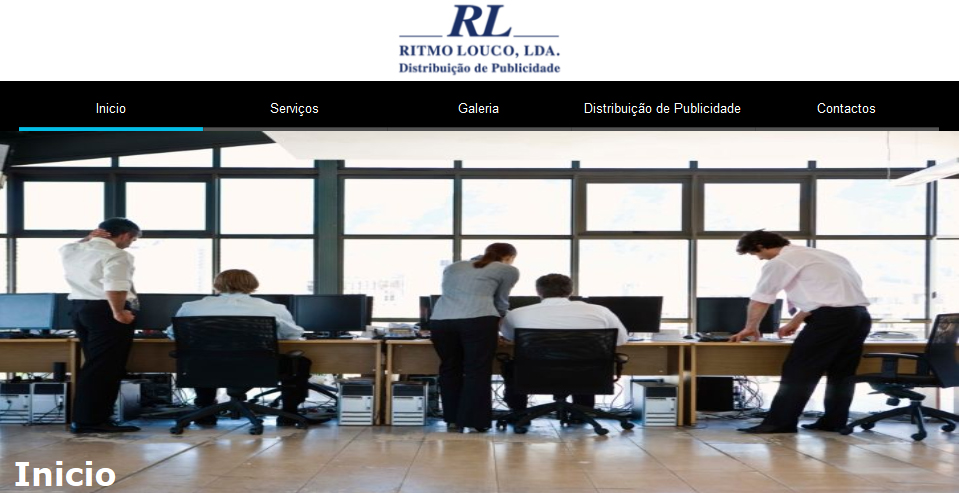 RL
RITMO LOUCO, LDA.
Distribuição de Publicidade
Inicio Serviços Galeria Distribuição de Publicidade Contactos
Inicio